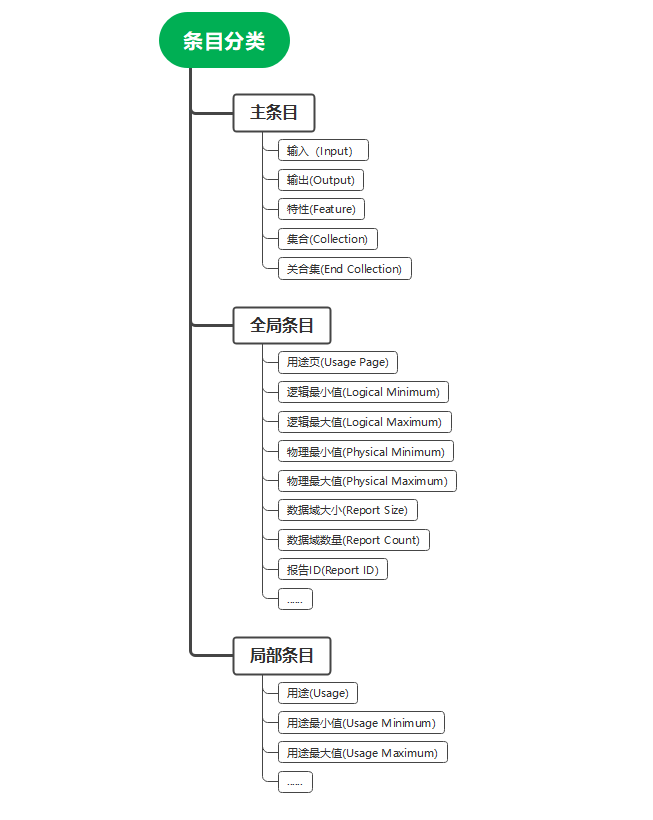 条目分类
主条目
输入（Input）
输出(Output)
特性(Feature)
集合(Collection)
关合集(End Collection)
全局条目
用途页(Usage Page)
逻辑最小值(Logical Minimum)
逻辑最大值(Logical Maximum)
物理最小值(Physical Minimum)
物理最大值(Physical Maximum)
数据域大小(Report Size)
数据域数量(Report Count)
报告ID(Report ID)
......
局部条目
用途(Usage)
用途最小值(Usage Minimum)
用途最大值(Usage Maximum)
......